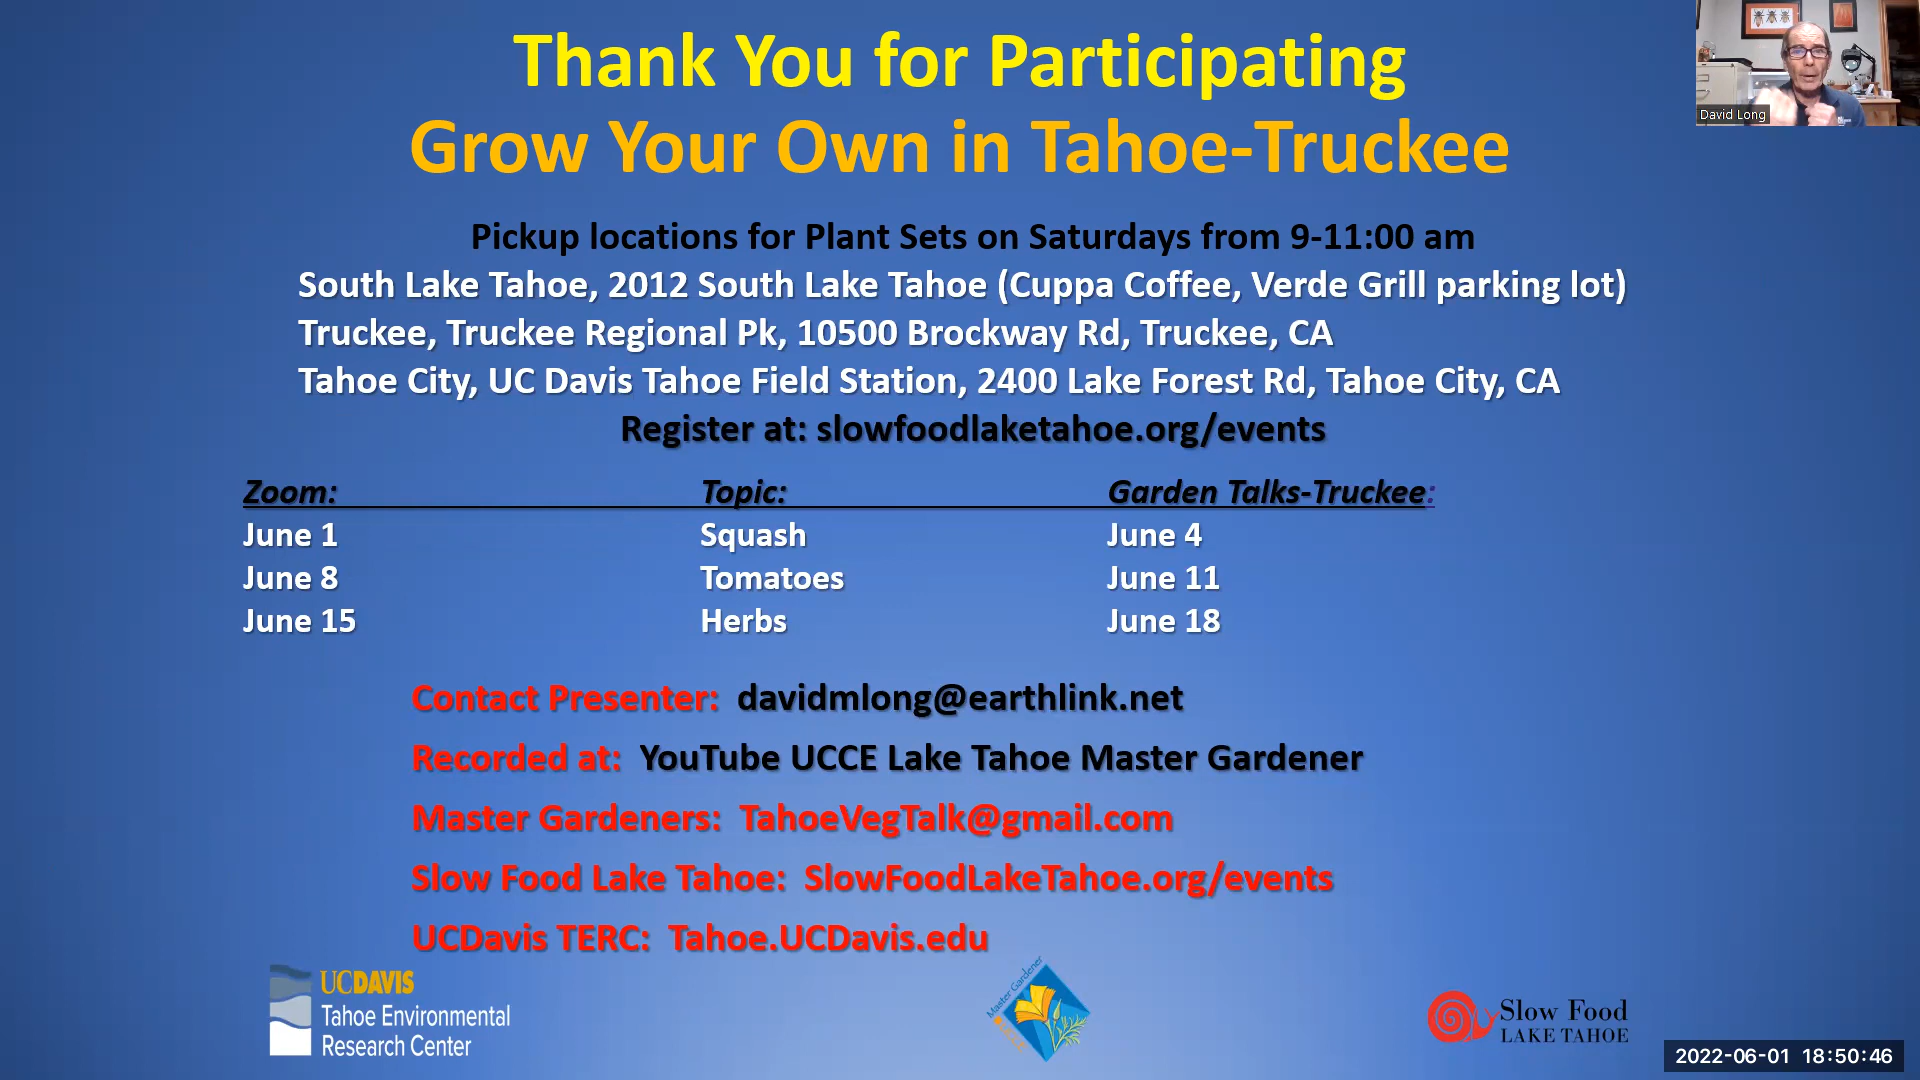 Thank You for Participating
Grow Your Own in Tahoe-Truckee
David Long
Pickup locations for Plant Sets on Saturdays from 9-11:00 am
South Lake Tahoe, 2012 South Lake Tahoe (Cuppa Coffee, Verde Grill parking lot)
Truckee, Truckee Regional Pk, 10500 Brockway Rd, Truckee, CA
Tahoe City, UC Davis Tahoe Field Station, 2400 Lake Forest Rd, Tahoe City, CA
Register at: slowfoodlaketahoe.org/events
Zoom: Topic: Garden Talks-Truckee:
June 1 Squash June 4
June 8 Tomatoes June 11
June 15 Herbs June 18
Contact Presenter: davidmlong@earthlink.net
Recorded at: YouTube UCCE Lake Tahoe Master Gardener
Master Gardeners: TahoeVegTalk@gmail.com
Slow Food Lake Tahoe: SlowFoodLakeTahoe.org/events
UCDavis TERC: Tahoe.UCDavis.edu
UCDAVIS
Tahoe Environmental
Research Center
Master Gardener
Slow Food
LAKE TAHOE
2022-06-01 18:50:46